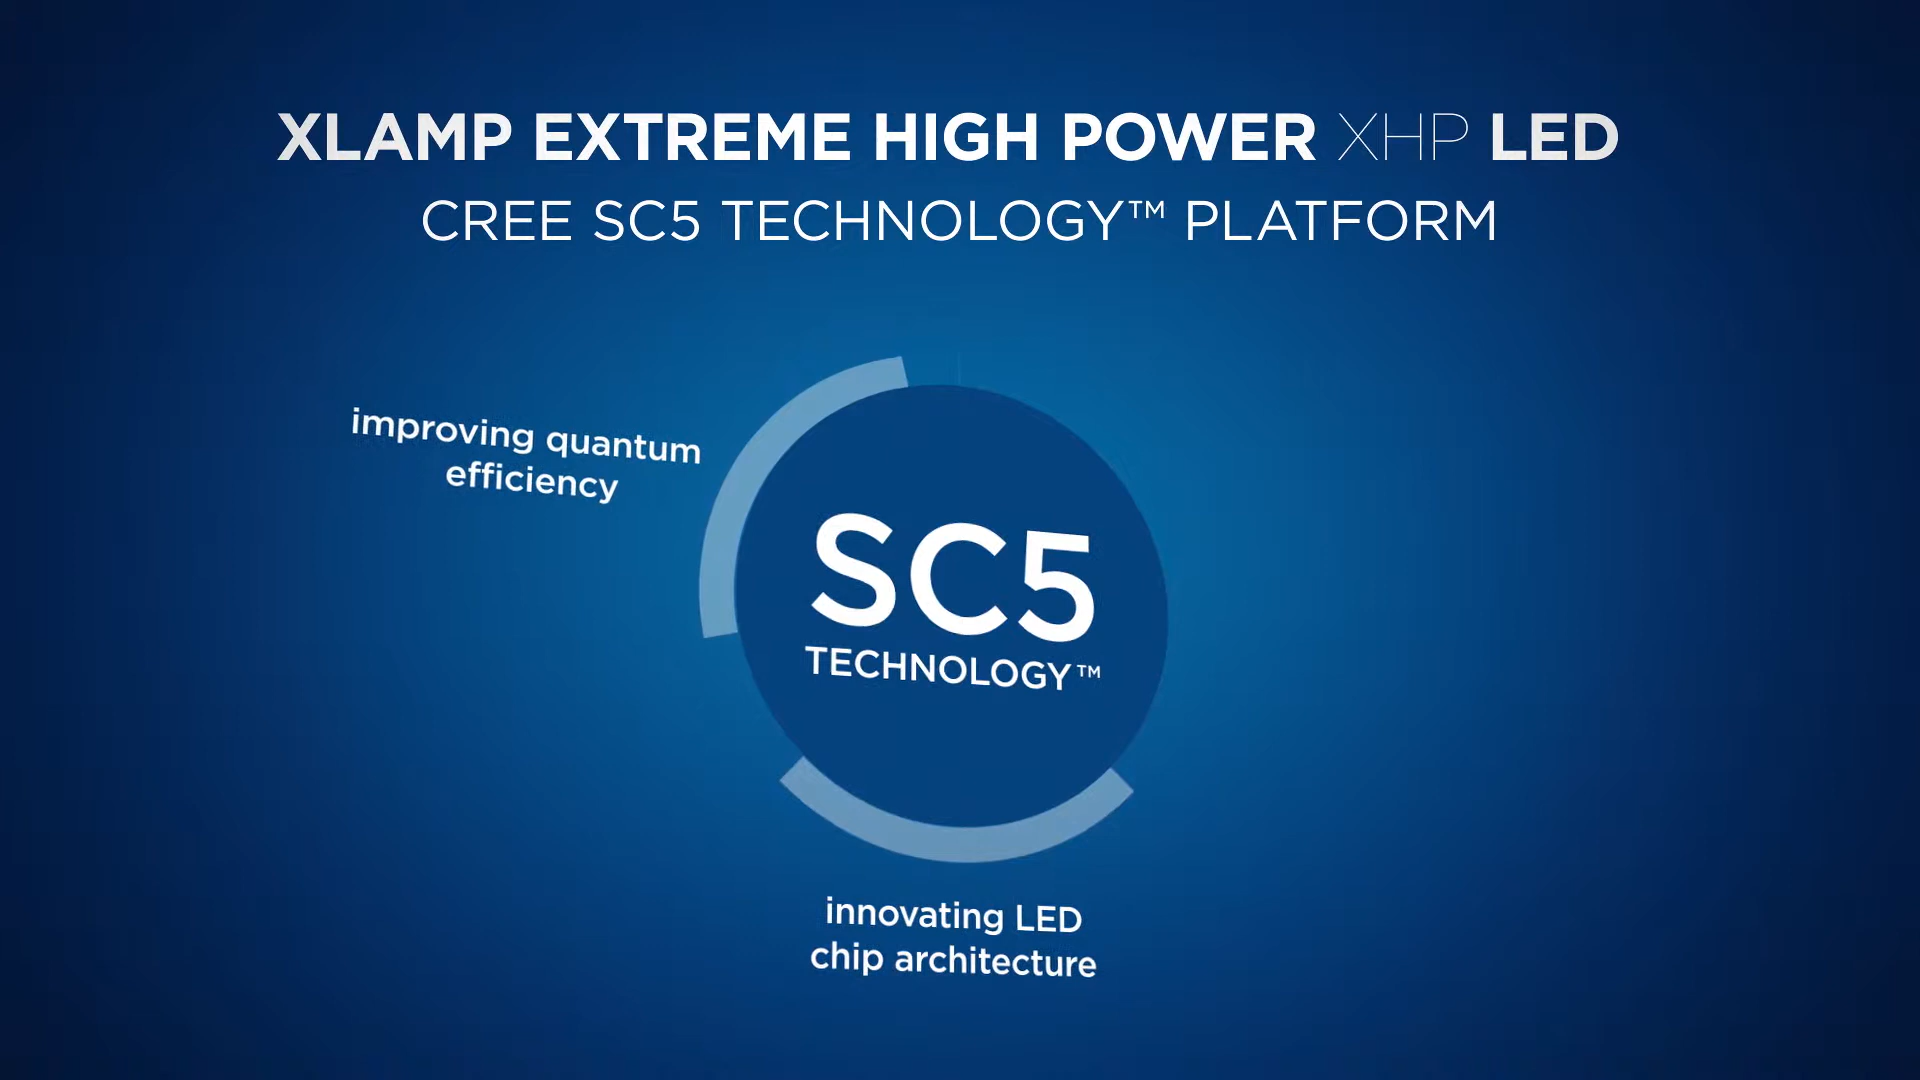 XLAMP EXTREME HIGH POWER XHP LED
CREE SC5 TECHNOLOGY™ PLATFORM
improving quantum
efficiency
SC5
TECHNOLOGY™
innovating LED
chip architecture